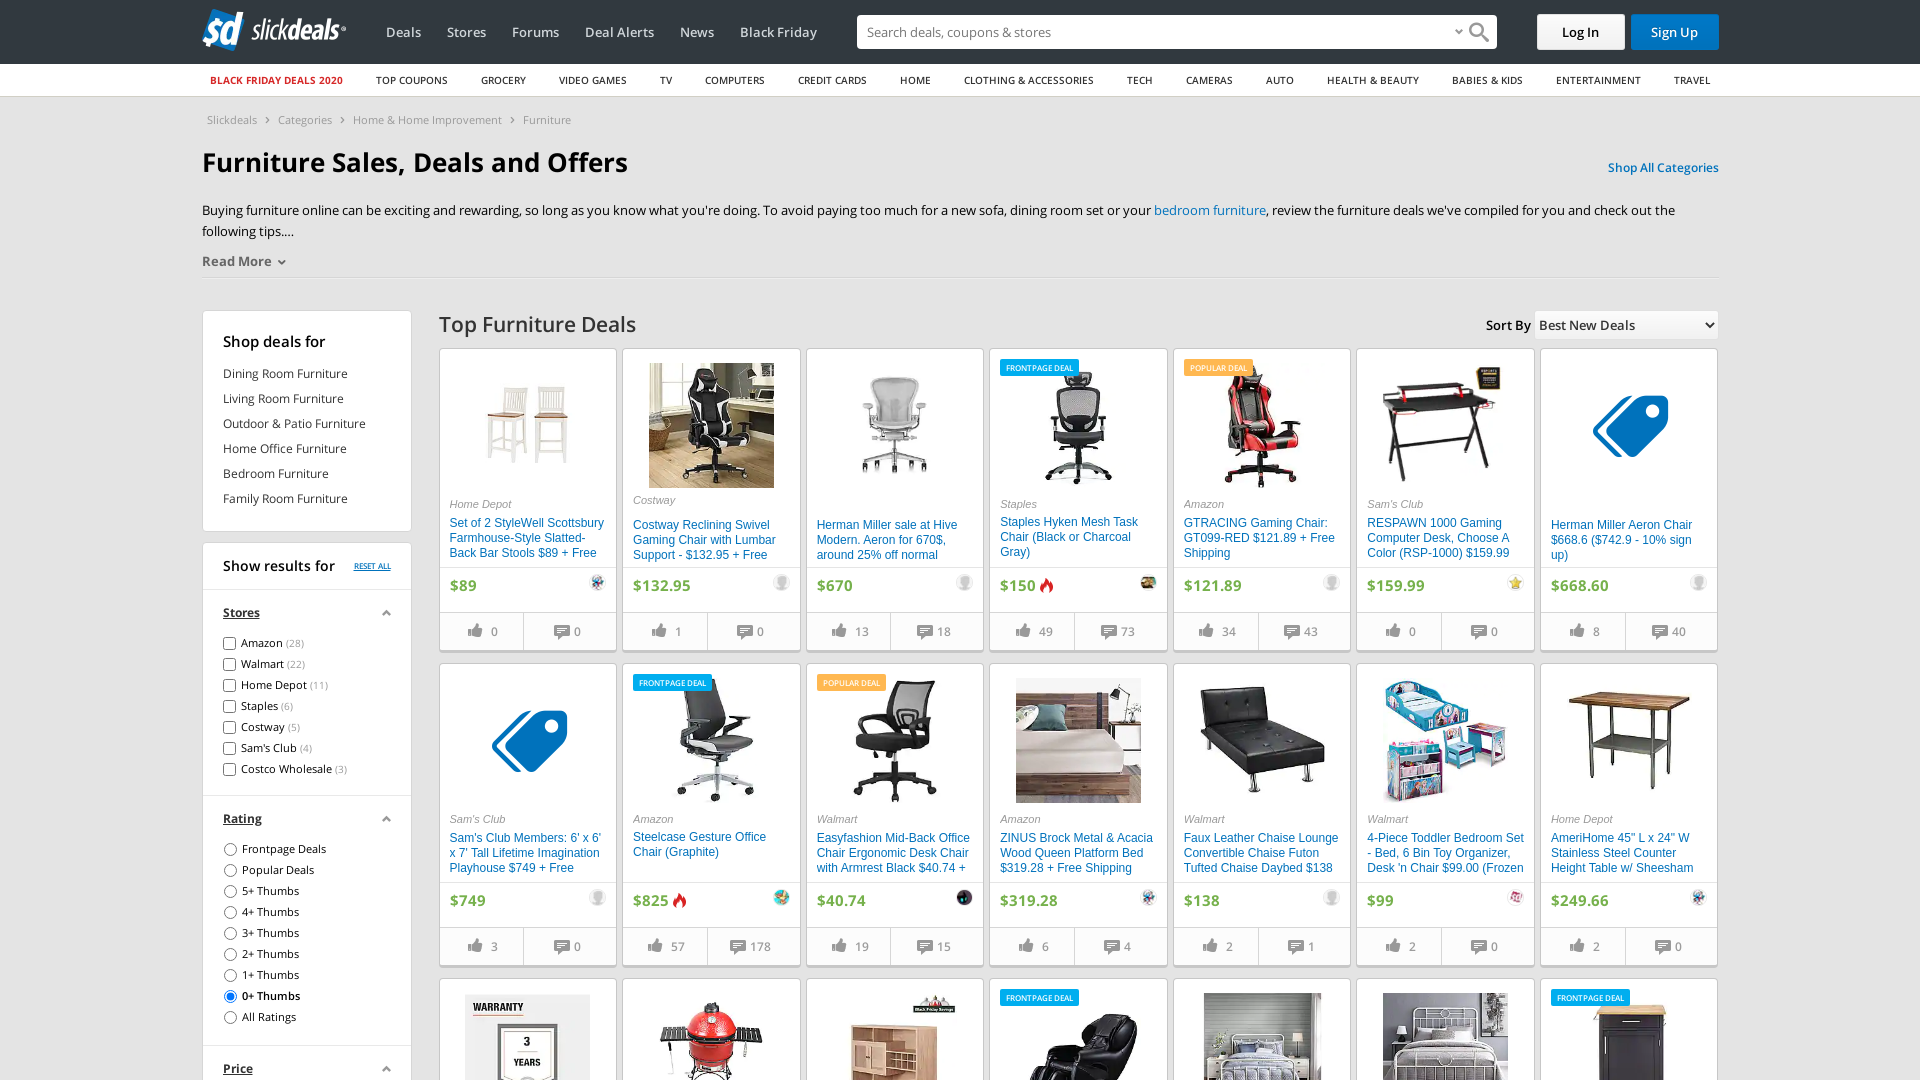 sd slickdeals
Deals
Stores
Forums
Deal Alerts
News
Black Friday
Search deals, coupons & stores
Log In
Sign Up
BLACK FRIDAY DEALS 2020
TOP COUPONS
GROCERY
VIDEO GAMES
TV
COMPUTERS
CREDIT CARDS
HOME
CLOTHING & ACCESSORIES
TECH
CAMERAS
AUTO
HEALTH & BEAUTY
BABIES & KIDS
ENTERTAINMENT
TRAVEL
Slickdeals > Categories > Home & Home Improvement > Furniture
Furniture Sales, Deals and Offers
Shop All Categories
Buying furniture online can be exciting and rewarding, so long as you know what you're doing. To avoid paying too much for a new sofa, dining room set or your bedroom furniture, review the furniture deals we've compiled for you and check out the
following tips....
Read More
Shop deals for
Dining Room Furniture
Living Room Furniture
Outdoor & Patio Furniture
Home Office Furniture
Bedroom Furniture
Family Room Furniture
Show results for
RESET ALL
Stores
Amazon (28)
Walmart (22)
Home Depot (11)
Staples (6)
Costway (5)
Sam's Club (4)
Costco Wholesale (3)
Rating
Frontpage Deals
Popular Deals
5+ Thumbs
4+ Thumbs
3+ Thumbs
2+ Thumbs
1+ Thumbs
0+ Thumbs
All Ratings
Price
Top Furniture Deals
Sort By
Best New Deals
Home Depot
Set of 2 StyleWell Scottsbury
Farmhouse-Style Slatted-
Back Bar Stools $89 + Free
$89
0
0
Costway
Costway Reclining Swivel
Gaming Chair with Lumbar
Support - $132.95 + Free
$132.95
1
0
Herman Miller sale at Hive
Modern. Aeron for 670$,
around 25% off normal
$670
13
18
FRONTPAGE DEAL
Staples
Staples Hyken Mesh Task
Chair (Black or Charcoal
Gray)
$150
49
73
POPULAR DEAL
Amazon
GTRACING Gaming Chair:
GT099-RED $121.89 + Free
Shipping
$121.89
34
43
Sam's Club
RESPAWN 1000 Gaming
Computer Desk, Choose A
Color (RSP-1000) $159.99
$159.99
0
0
Herman Miller Aeron Chair
$668.6 ($742.9 - 10% sign
up)
$668.60
8
40
Sam's Club
Sam's Club Members: 6' x 6'
x 7' Tall Lifetime Imagination
Playhouse $749 + Free
$749
3
0
FRONTPAGE DEAL
Amazon
Steelcase Gesture Office
Chair (Graphite)
$825
57
178
POPULAR DEAL
Walmart
Easyfashion Mid-Back Office
Chair Ergonomic Desk Chair
with Armrest Black $40.74 +
$40.74
19
15
Amazon
ZINUS Brock Metal & Acacia
Wood Queen Platform Bed
$319.28 + Free Shipping
$319.28
6
4
Walmart
Faux Leather Chaise Lounge
Convertible Chaise Futon
Tufted Chaise Daybed $138
$138
2
1
Walmart
4-Piece Toddler Bedroom Set
- Bed, 6 Bin Toy Organizer,
Desk 'n Chair $99.00 (Frozen
$99
2
0
Home Depot
AmeriHome 45" L x 24" W
Stainless Steel Counter
Height Table w/ Sheesham
$249.66
2
0
WARRANTY
3
YEARS
Black Friday Savings
FRONTPAGE DEAL
FRONTPAGE DEAL